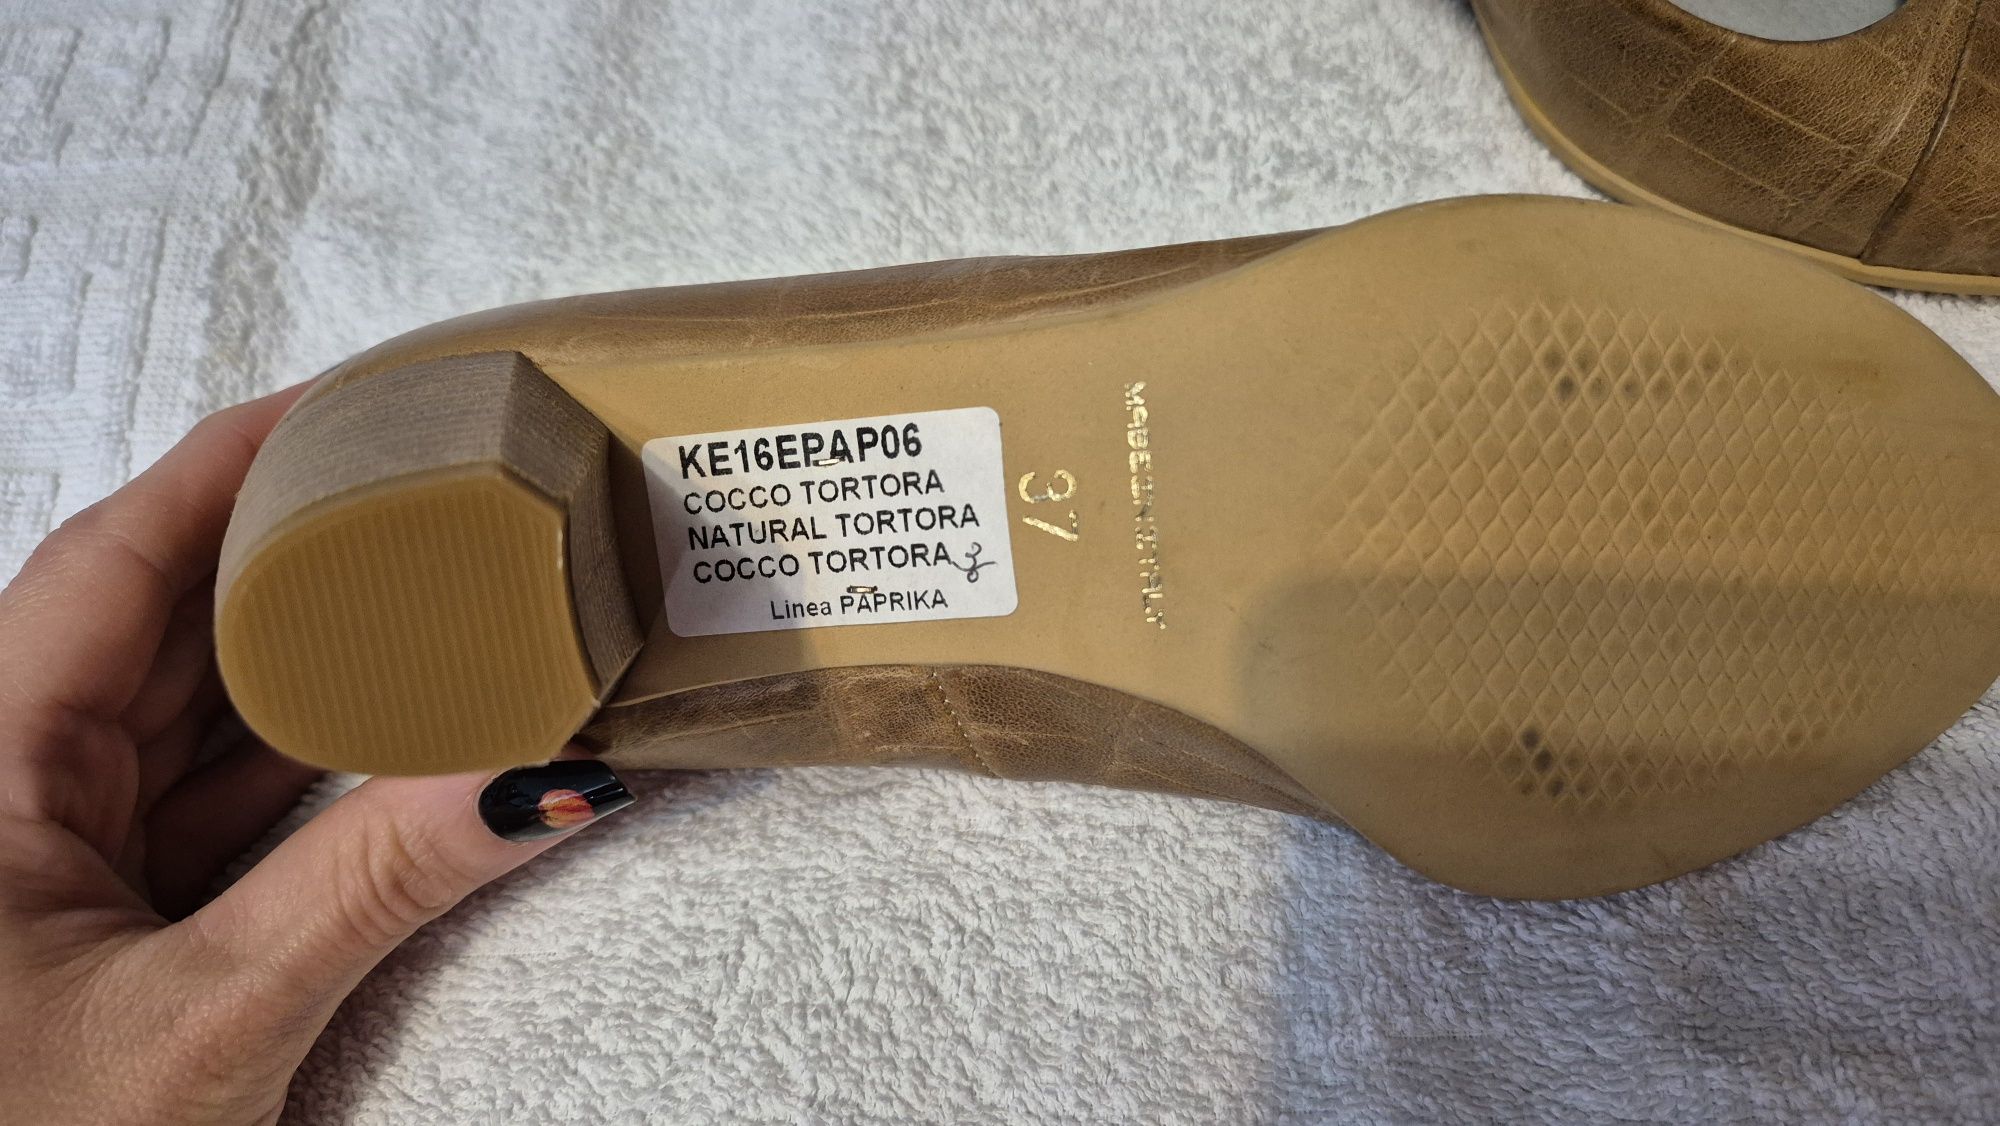 KE16EPAP06
COCCO TORTORA
NATURAL TORTORA
COCCO TORTORA
Linea PAPRIKA
37
MADE IN ITALY